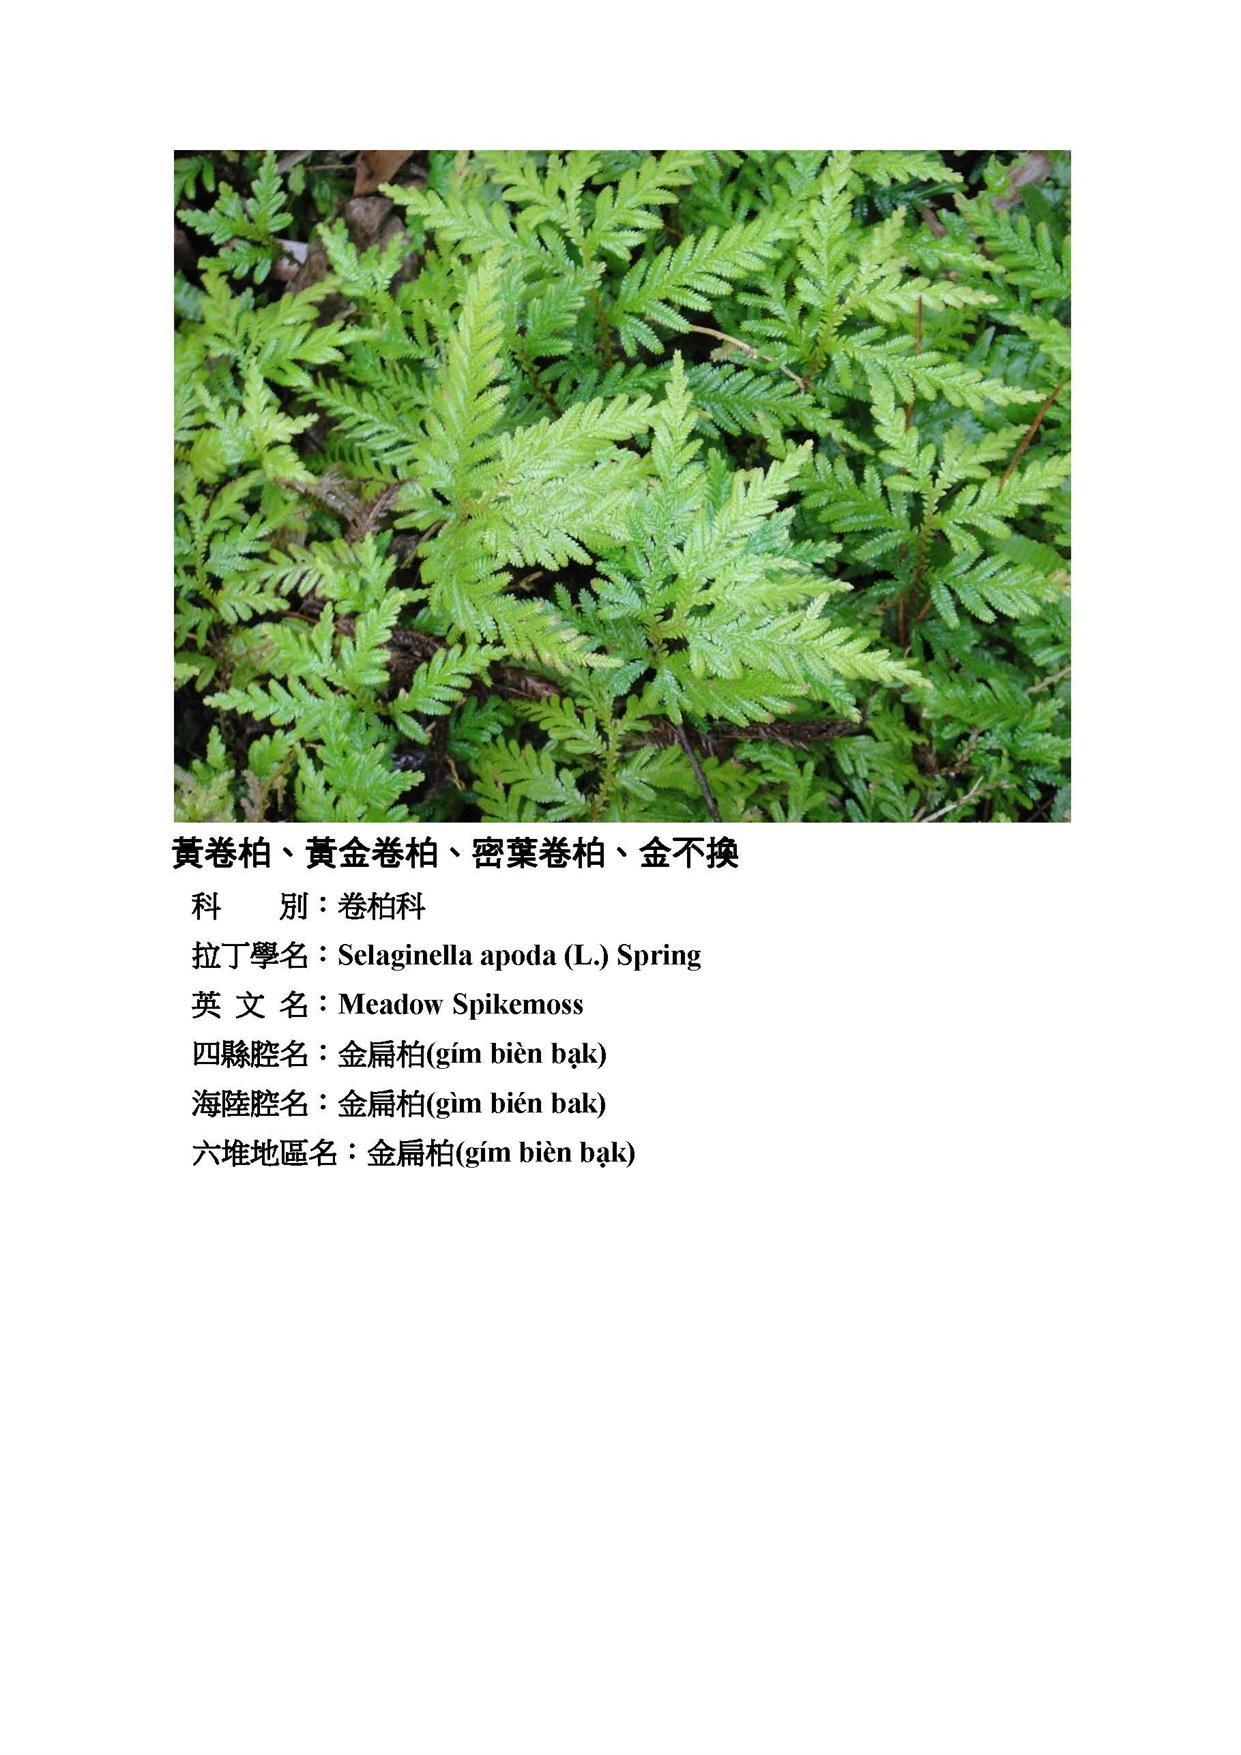 黃卷柏、黃金卷柏、密葉卷柏、金不換
科　　別：卷柏科
拉丁學名：Selaginella apoda (L.) Spring
英 文 名：Meadow Spikemoss
四縣腔名：金扁柏(gím bièn bạk)
海陸腔名：金扁柏(gìm bién bak)
六堆地區名：金扁柏(gím bièn bạk)